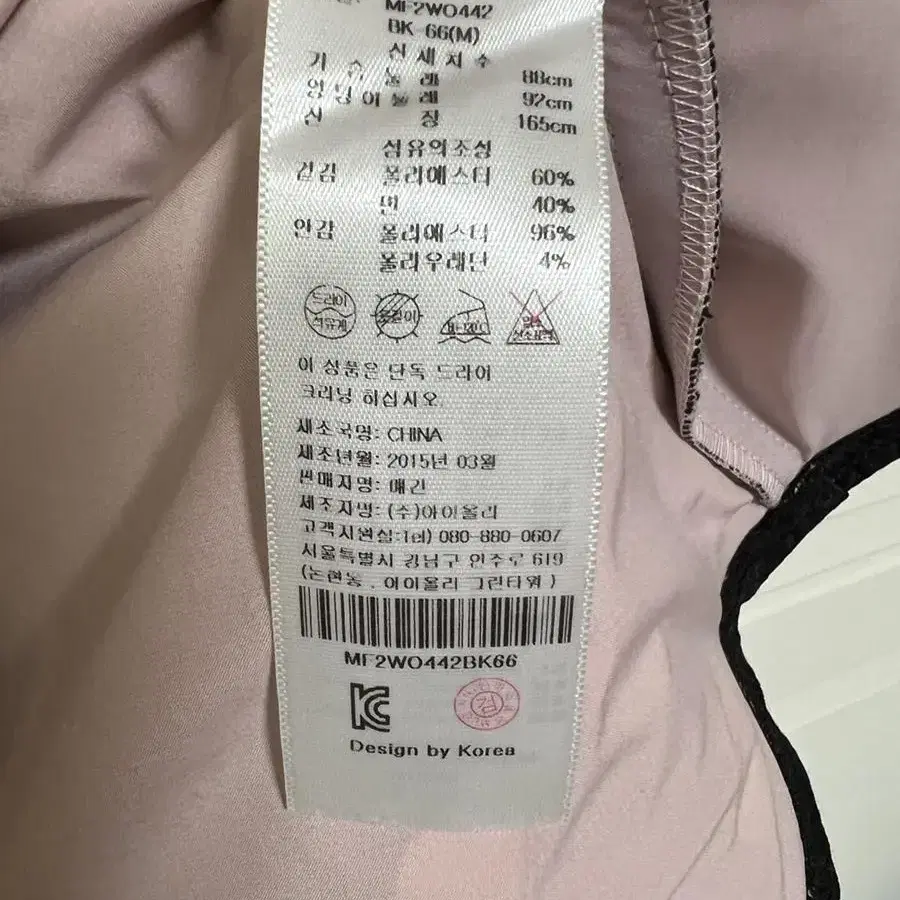 MF2WO442
BK-66(M)
신체치수
가슴둘레 88cm
엉덩이둘레 92cm
신장 165cm
섬유의조성
겉감 폴리에스터 60%
면 40%
안감 폴리에스터 96%
폴리우레탄 4%
드라이
석유계
이 상품은 단독 드라이
크리닝 하십시오.
제조국명: CHINA
제조년월: 2015년 03월
판매자명: 매긴
제조자명: (주)아이올리
고객지원실:Tel) 080-880-0607
서울특별시 강남구 언주로 619
(논현동, 아이올리 그린타워)
MF2WO442BK66
KC
검
Design by Korea